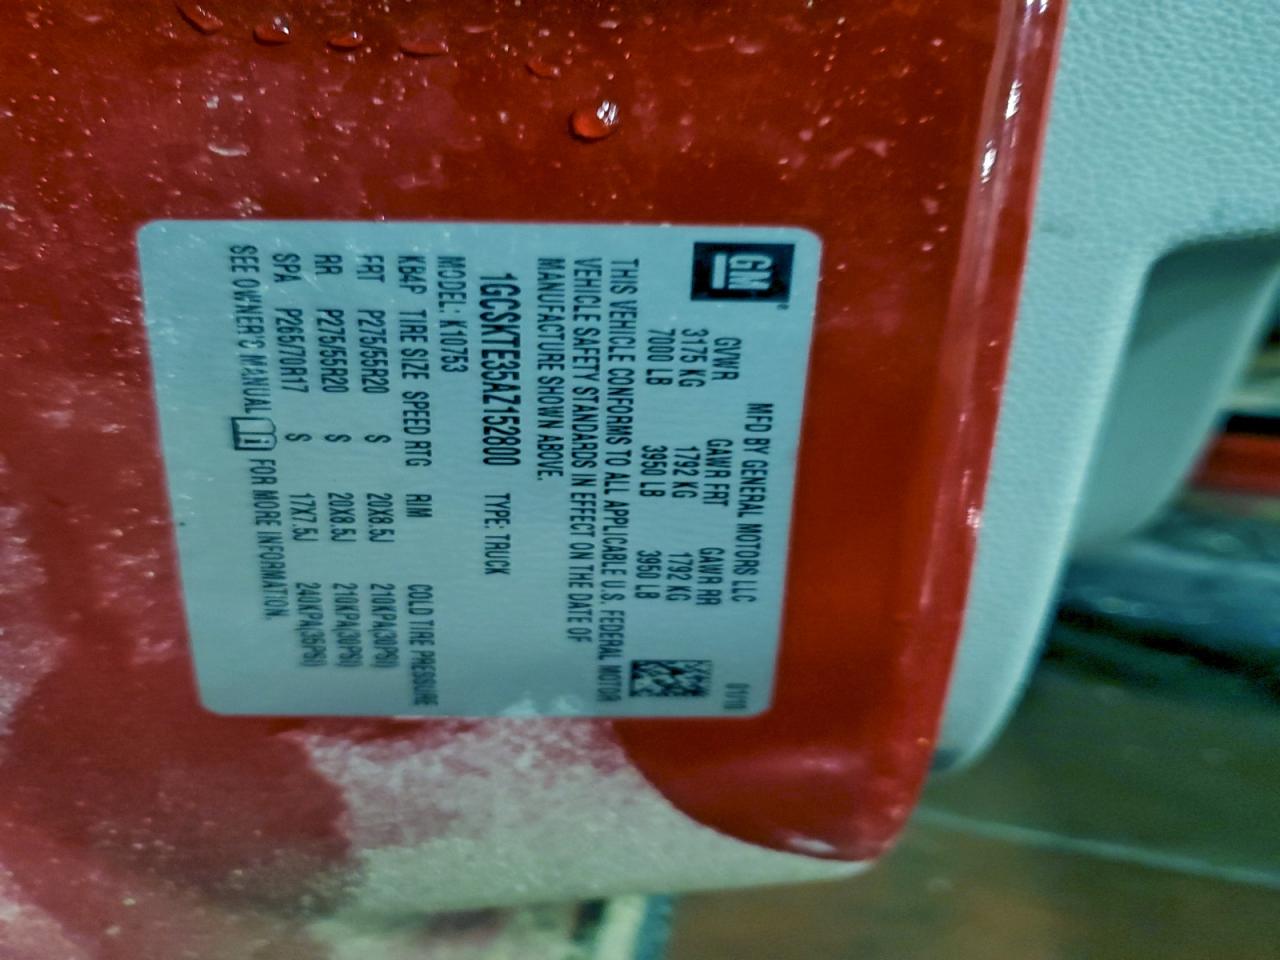 GM®
MFD BY GENERAL MOTORS LLC 01/10
GVWR GAWR FRT GAWR RR
3175 KG 1792 KG 1792 KG
7000 LB 3950 LB 3950 LB
THIS VEHICLE CONFORMS TO ALL APPLICABLE U.S. FEDERAL MOTOR
VEHICLE SAFETY STANDARDS IN EFFECT ON THE DATE OF
MANUFACTURE SHOWN ABOVE.
1GCSKTE35AZ152800 TYPE: TRUCK
MODEL: K10753
KB4P TIRE SIZE SPEED RTG RIM COLD TIRE PRESSURE
FRT P275/55R20 S 20X8.5J 210KPA(30PSI)
RR P275/55R20 S 20X8.5J 210KPA(30PSI)
SPA P265/70R17 S 17X7.5J 240KPA(35PSI)
SEE OWNER'S MANUAL FOR MORE INFORMATION.